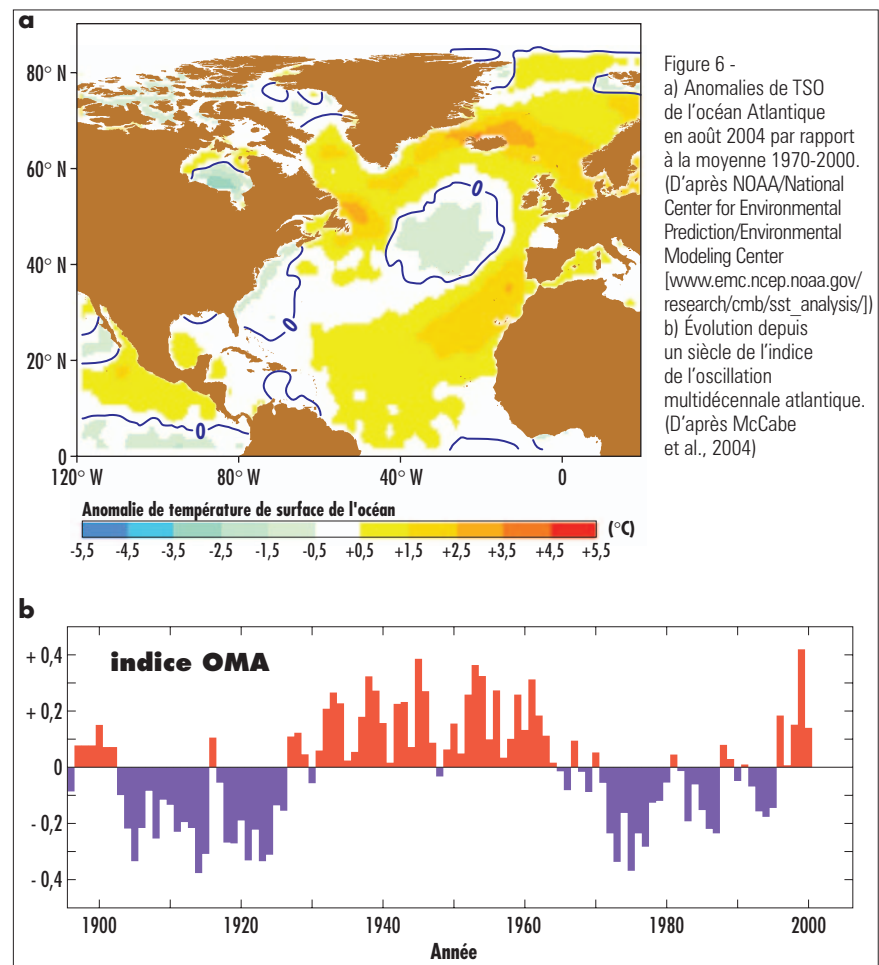 a
80° N
60° N
40° N
20° N
0
120° W
80° W
40° W
0
0
0
0
Anomalie de température de surface de l'océan
(°C)
-5,5 -4,5 -3,5 -2,5 -1,5 -0,5 +0,5 +1,5 +2,5 +3,5 +4,5 +5,5
Figure 6 -
a) Anomalies de TSO
de l'océan Atlantique
en août 2004 par rapport
à la moyenne 1970-2000.
(D'après NOAA/National
Center for Environmental
Prediction/Environmental
Modeling Center
[www.emc.ncep.noaa.gov/
research/cmb/sst_analysis/])
b) Évolution depuis
un siècle de l'indice
de l'oscillation
multidécennale atlantique.
(D'après McCabe
et al., 2004)
b
indice OMA
+ 0,4
+ 0,2
0
- 0,2
- 0,4
1900 1920 1940 1960 1980 2000
Année